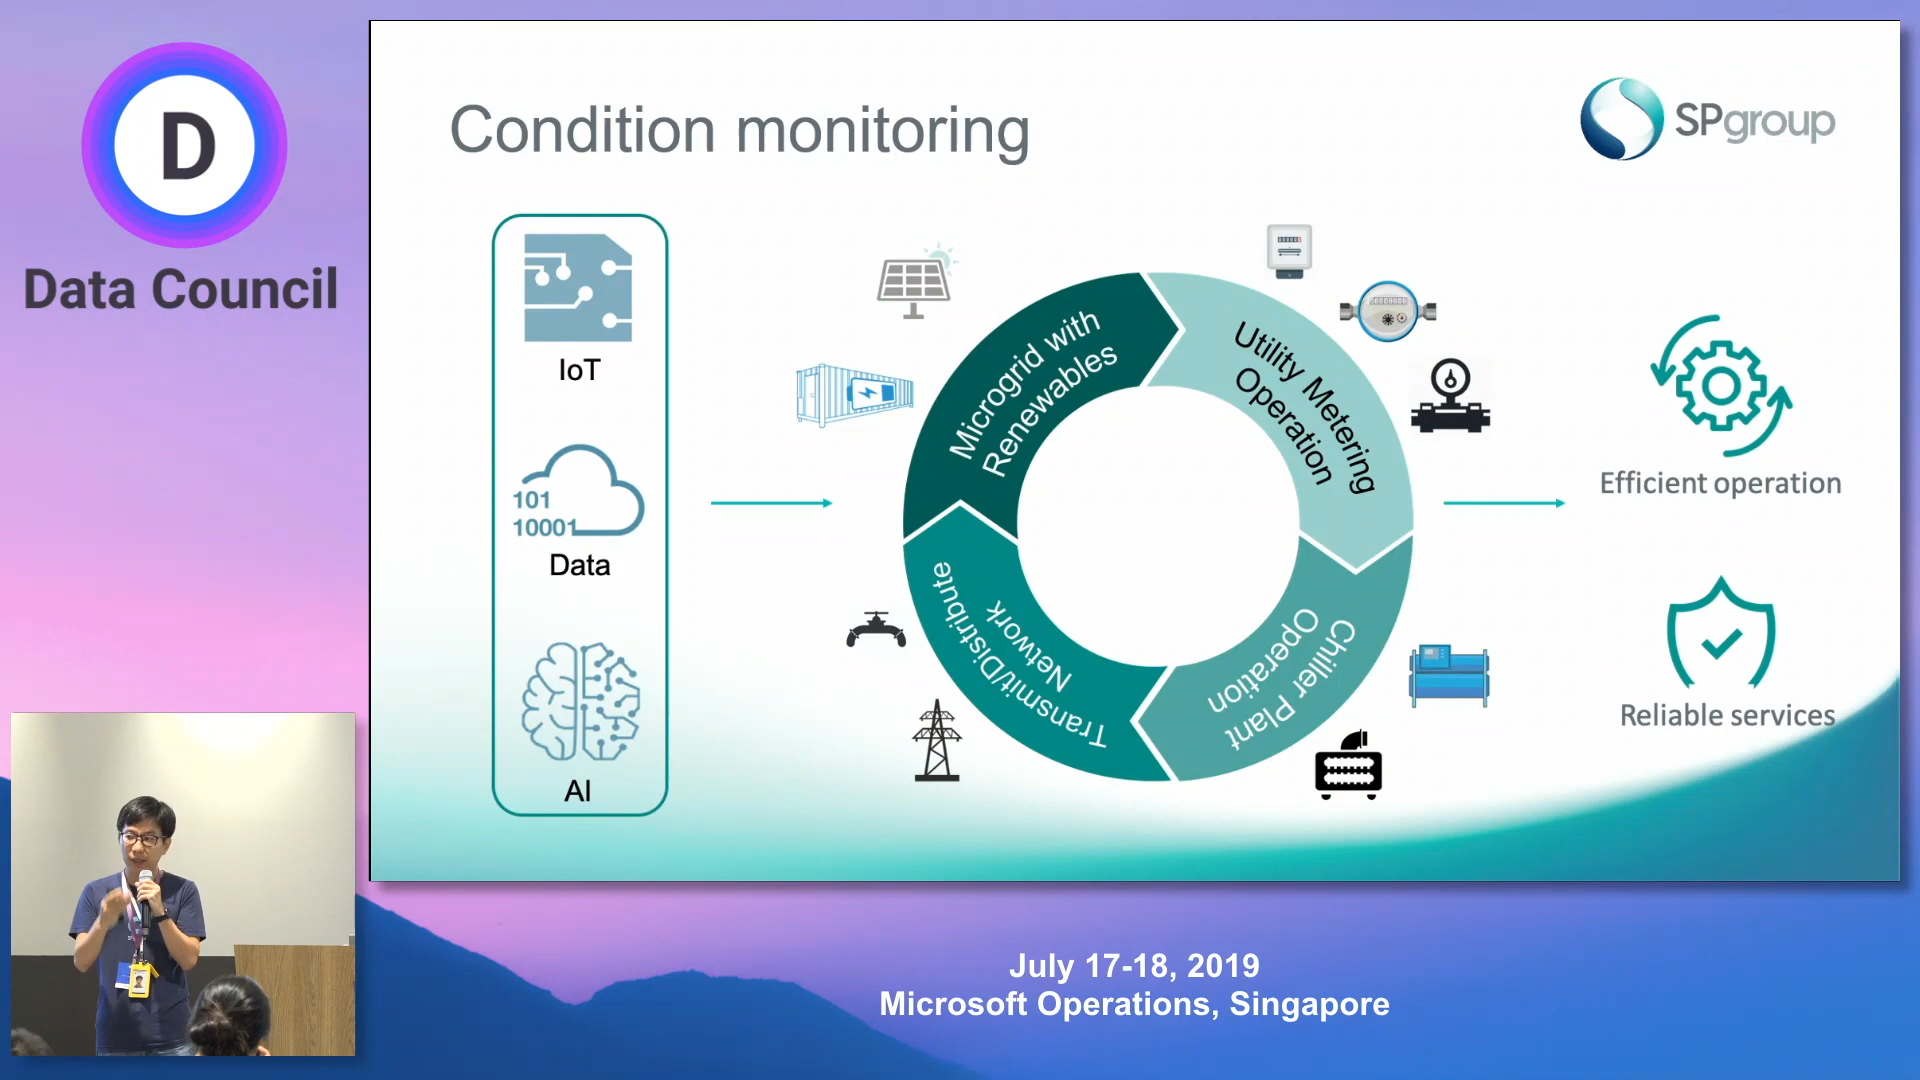 D
Data Council
Condition monitoring
SPgroup
IoT
101
10001
Data
AI
Microgrid with
Renewables
Utility Metering
Operation
Chiller Plant
Operation
Transmit/Distribute
Network
Efficient operation
Reliable services
July 17-18, 2019
Microsoft Operations, Singapore